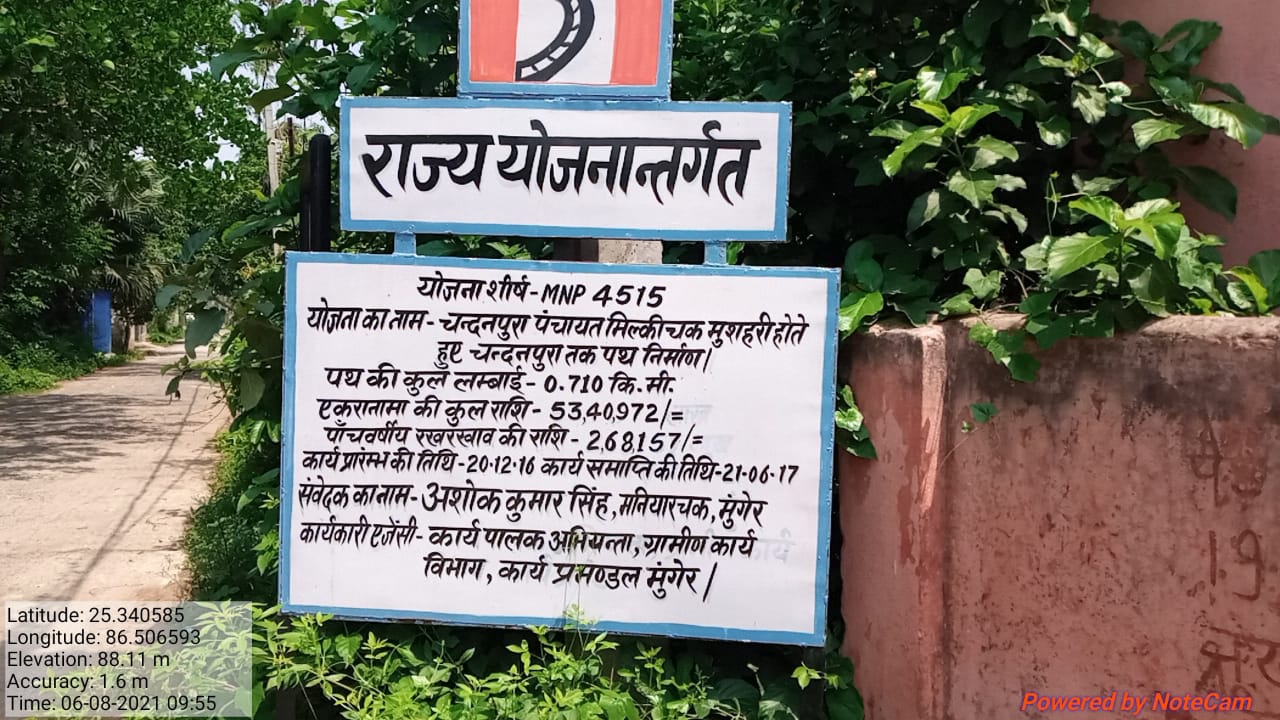 राज्य योजनान्तर्गत
योजना शीर्ष-MNP 4515
योजना का नाम- चन्दनपुरा पंचायत मिल्कीचक मुशहरी होते
हुए चन्दनपुरा तक पथ निर्माण।
पथ की कुल लम्बाई- 0.710 कि.मी.
एकरानामा की कुल राशि- 53,40,972/=
पाँचवर्षीय रखरखाव की राशि- 2,68,157/=
कार्य प्रारम्भ की तिथि-20.12.16 कार्य समाप्ति की तिथि-21-06-17
संवेदक का नाम- अशोक कुमार सिंह, मनियारचक, मुंगेर
कार्यकारी एजेंसी- कार्य पालक अभियन्ता, ग्रामीण कार्य
विभाग, कार्य प्रमण्डल मुंगेर।
Latitude: 25.340585
Longitude: 86.506593
Elevation: 88.11 m
Accuracy: 1.6 m
Time: 06-08-2021 09:55
Powered by NoteCam